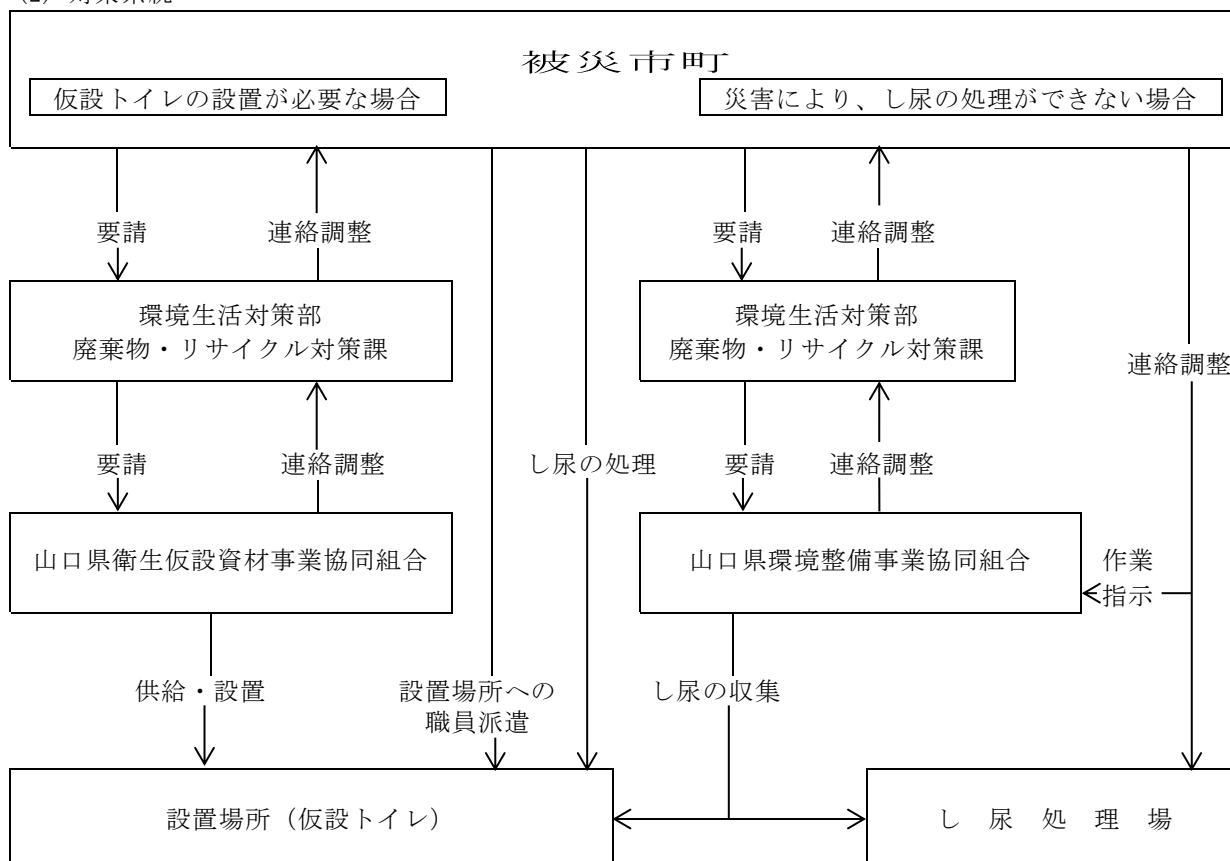 被災市町
仮設トイレの設置が必要な場合
災害により、し尿の処理ができない場合
要請
連絡調整
要請
連絡調整
環境生活対策部
廃棄物・リサイクル対策課
環境生活対策部
廃棄物・リサイクル対策課
連絡調整
要請
連絡調整
し尿の処理
要請
連絡調整
山口県衛生仮設資材事業協同組合
山口県環境整備事業協同組合
作業
指示
供給・設置
設置場所への
職員派遣
し尿の収集
設置場所（仮設トイレ）
し尿処理場